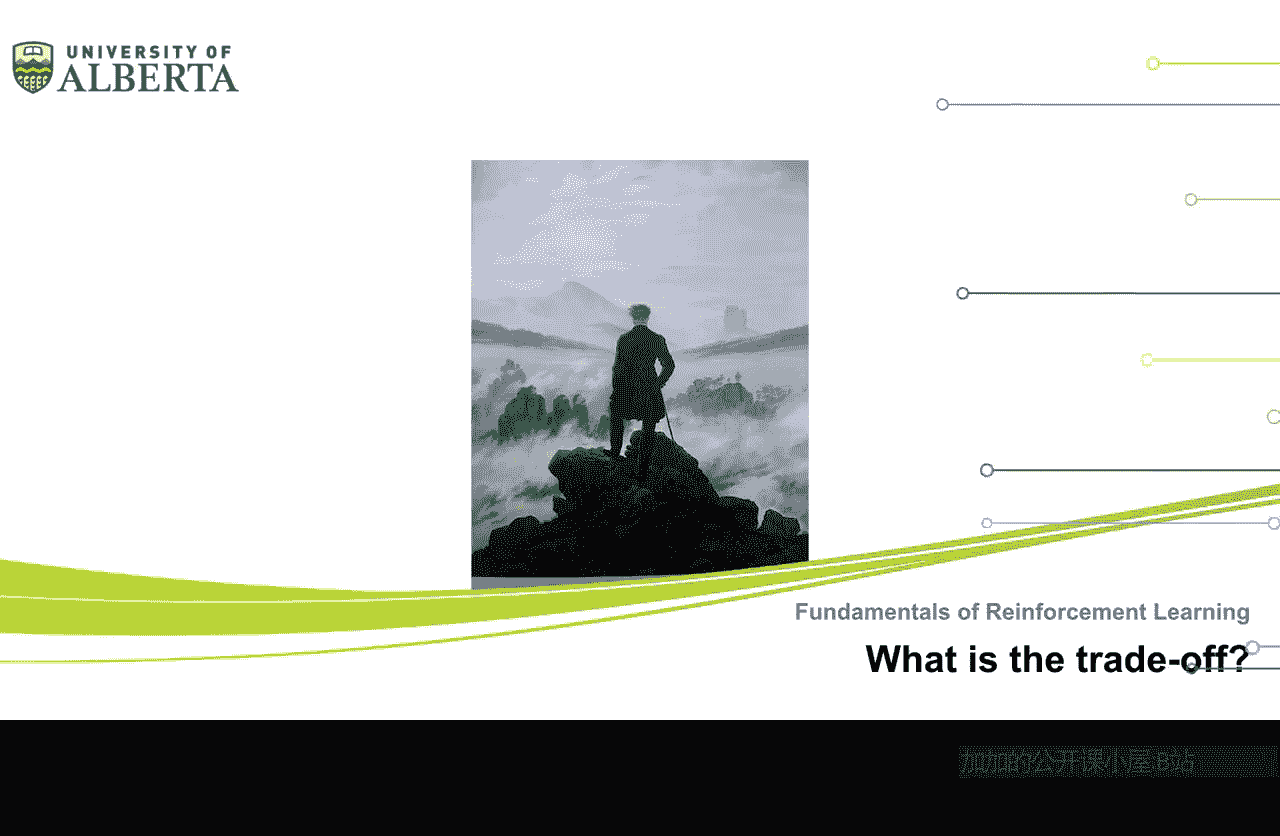 UNIVERSITY OF
ALBERTA
Fundamentals of Reinforcement Learning
What is the trade-off?
加加的公开课小屋 B站